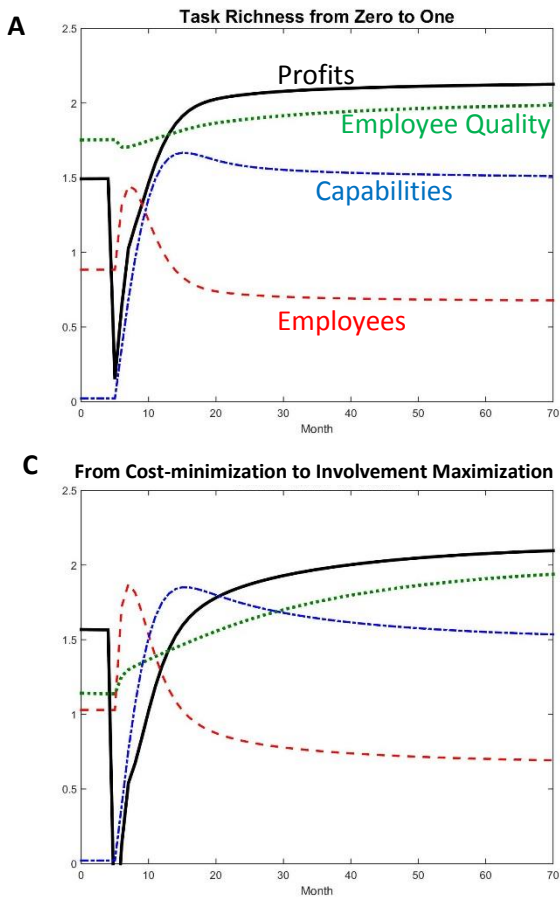 A
Task Richness from Zero to One
2.5
2
1.5
1
0.5
0
Profits
Employee Quality
Capabilities
Employees
0 10 20 30 40 50 60 70
Month
C
From Cost-minimization to Involvement Maximization
2.5
2
1.5
1
0.5
0
0 10 20 30 40 50 60 70
Month